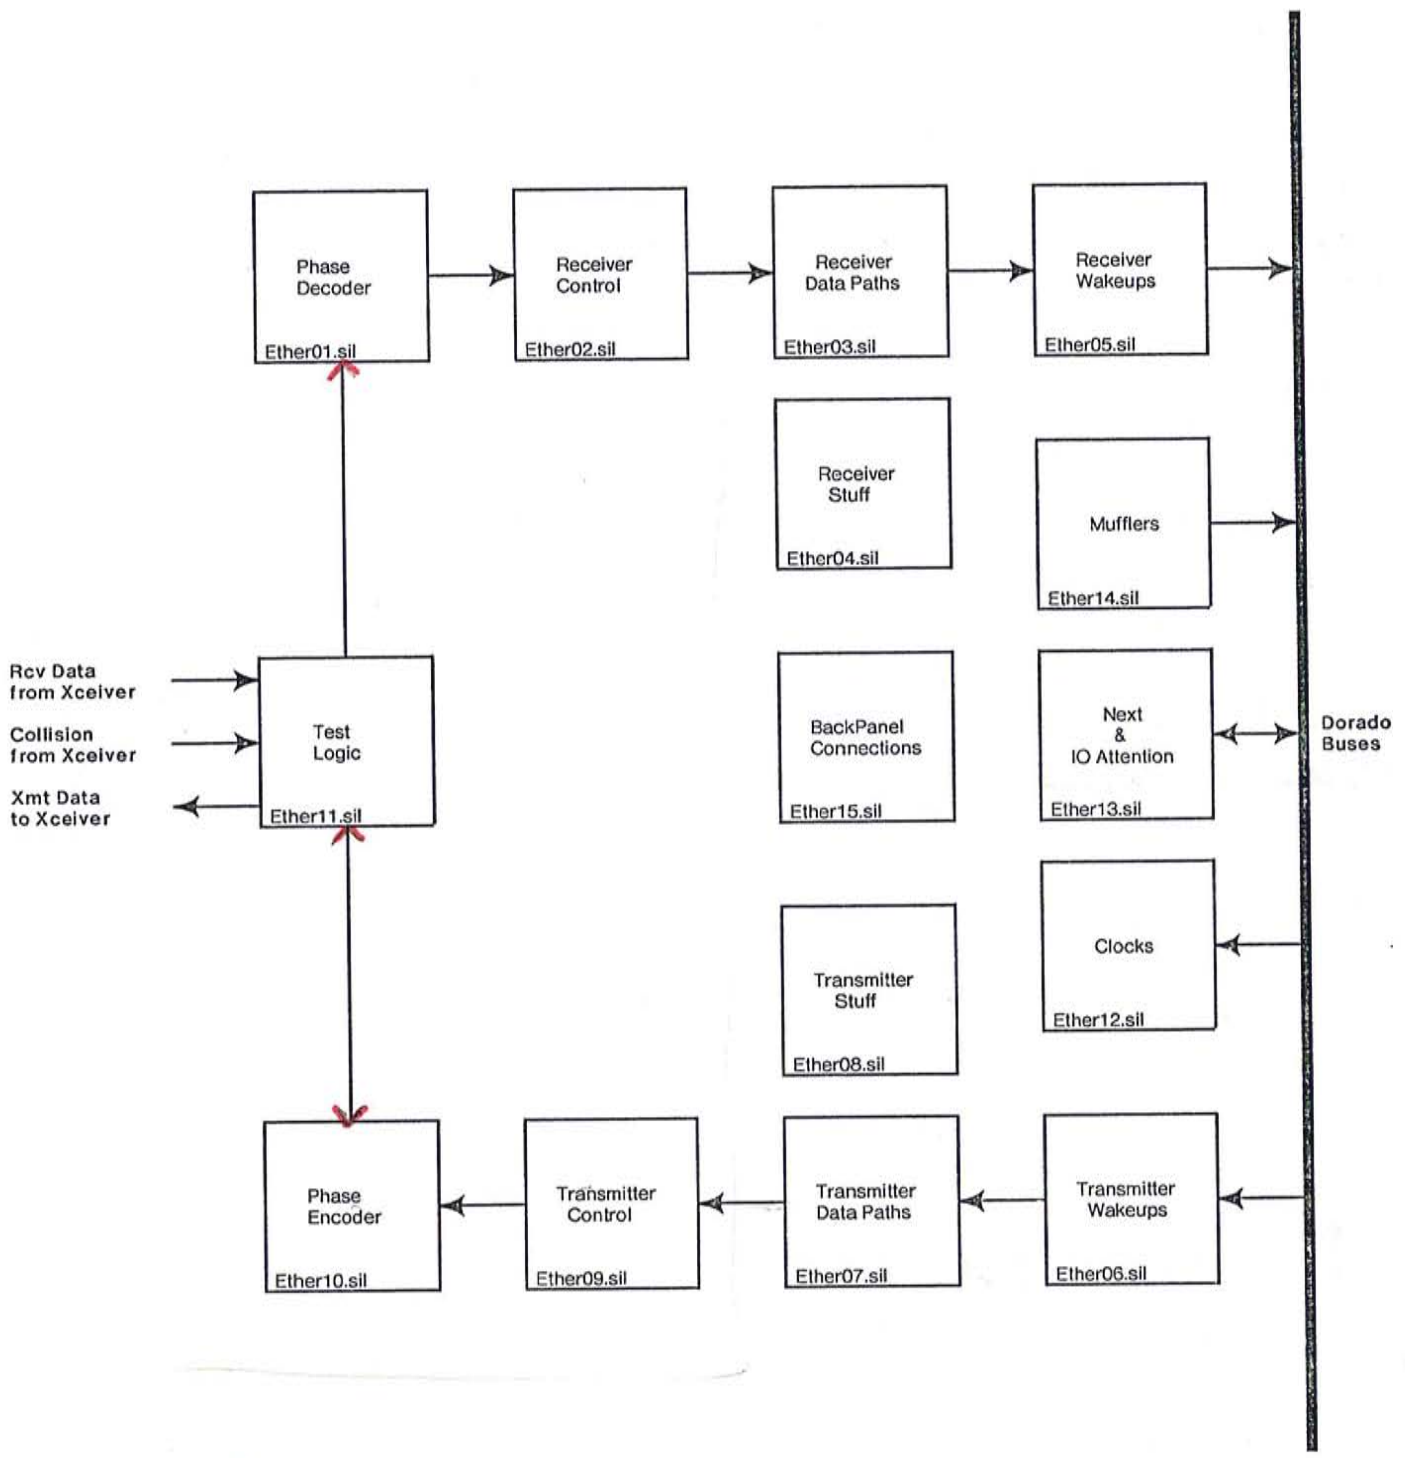 Phase
Decoder
Ether01.sil
Receiver
Control
Ether02.sil
Receiver
Data Paths
Ether03.sil
Receiver
Wakeups
Ether05.sil
Receiver
Stuff
Ether04.sil
Mufflers
Ether14.sil
Rcv Data
from Xceiver
Collision
from Xceiver
Xmt Data
to Xceiver
Test
Logic
Ether11.sil
BackPanel
Connections
Ether15.sil
Next
&
IO Attention
Ether13.sil
Dorado
Buses
Transmitter
Stuff
Ether08.sil
Clocks
Ether12.sil
Phase
Encoder
Ether10.sil
Transmitter
Control
Ether09.sil
Transmitter
Data Paths
Ether07.sil
Transmitter
Wakeups
Ether06.sil